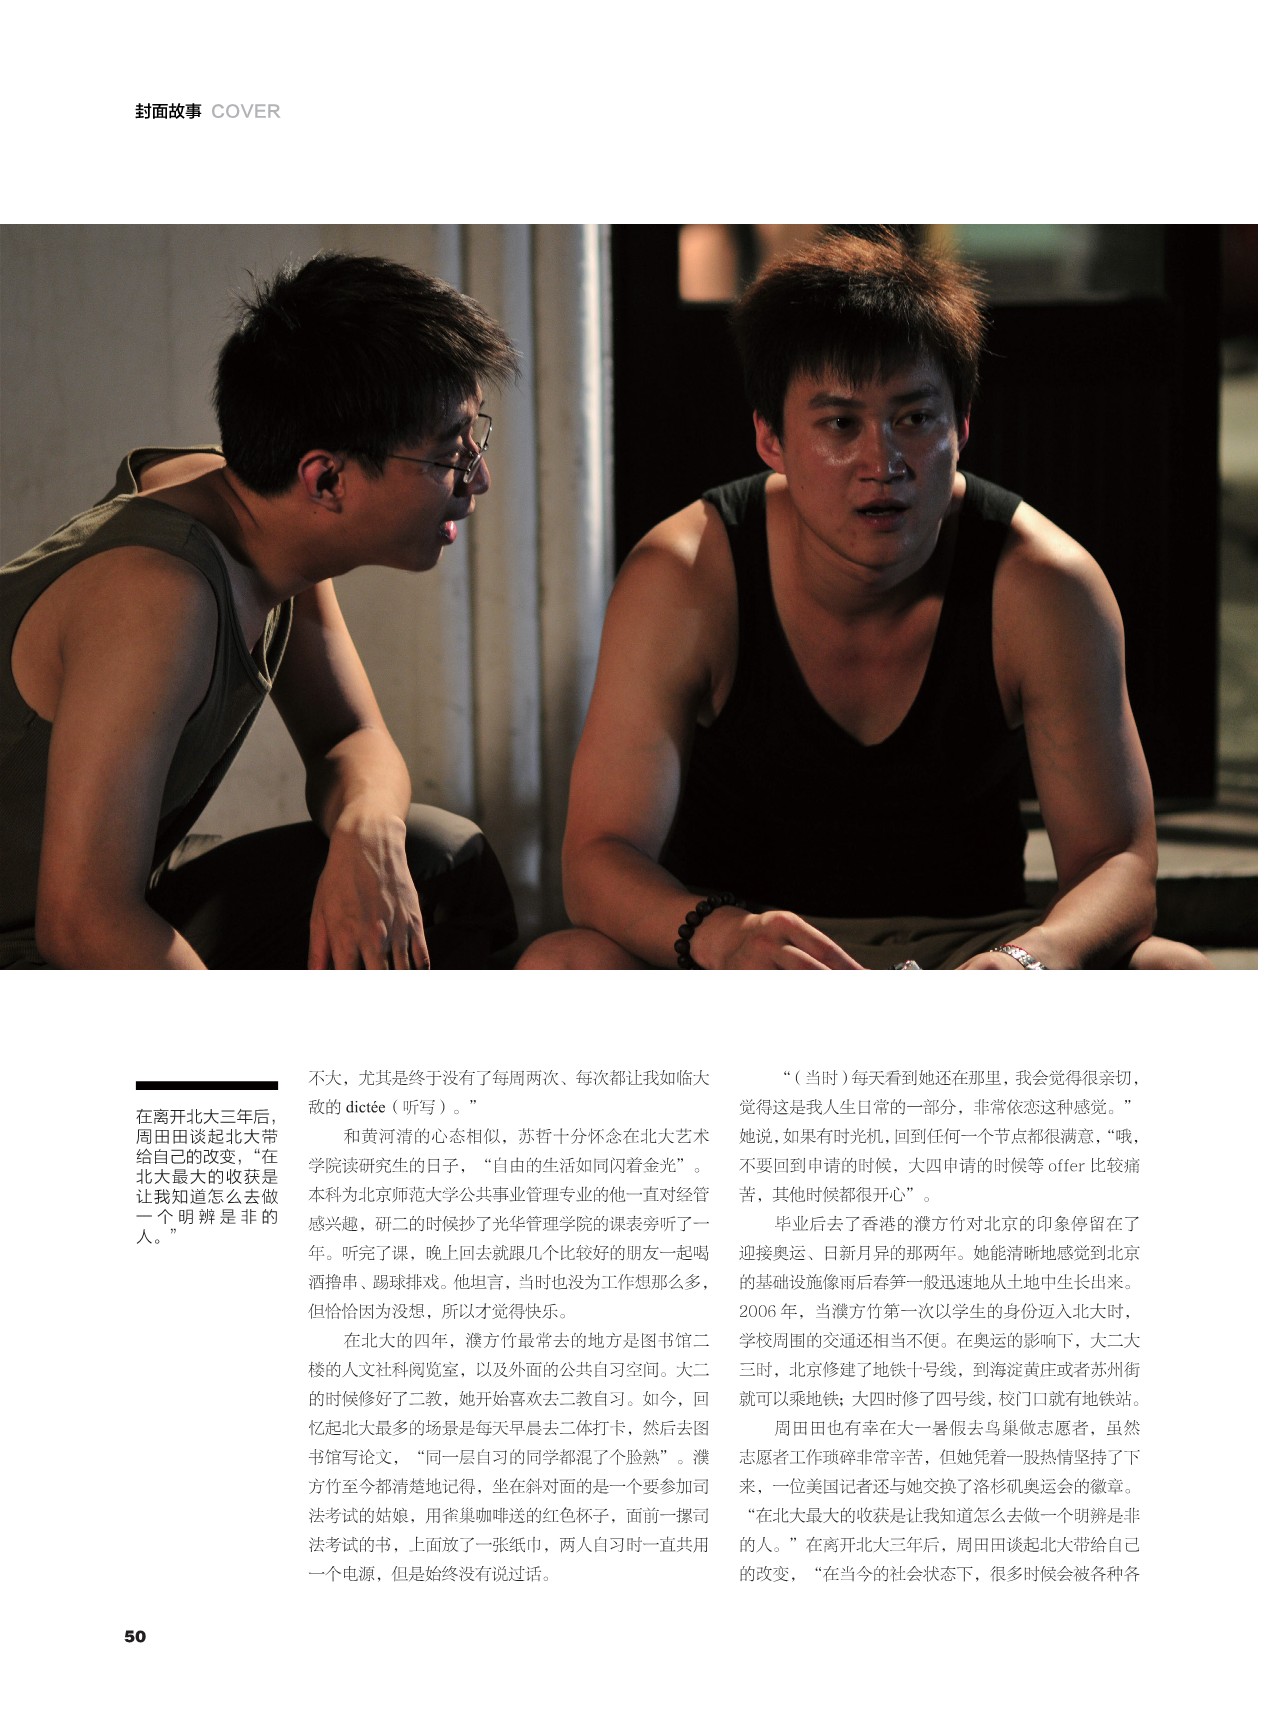 封面故事 COVER
在离开北大三年后，
周田田谈起北大带
给自己的改变，“在
北大最大的收获是
让我知道怎么去做
一个明辨是非的
人。”
不大，尤其是终于没有了每周两次、每次都让我如临大
敌的 dictée（听写）。”
和黄河清的心态相似，苏哲十分怀念在北大艺术
学院读研究生的日子，“自由的生活如同闪着金光”。
本科为北京师范大学公共事业管理专业的他一直对经管
感兴趣，研二的时候抄了光华管理学院的课表旁听了一
年。听完了课，晚上回去就跟几个比较好的朋友一起喝
酒撸串、踢球排戏。他坦言，当时也没为工作想那么多，
但恰恰因为没想，所以才觉得快乐。
在北大的四年，濮方竹最常去的地方是图书馆二
楼的人文社科阅览室，以及外面的公共自习空间。大二
的时候修好了二教，她开始喜欢去二教自习。如今，回
忆起北大最多的场景是每天早晨去二体打卡，然后去图
书馆写论文，“同一层自习的同学都混了个脸熟”。濮
方竹至今都清楚地记得，坐在斜对面的是一个要参加司
法考试的姑娘，用雀巢咖啡送的红色杯子，面前一摞司
法考试的书，上面放了一张纸巾，两人自习时一直共用
一个电源，但是始终没有说过话。
“（当时）每天看到她还在那里，我会觉得很亲切，
觉得这是我人生日常的一部分，非常依恋这种感觉。”
她说，如果有时光机，回到任何一个节点都很满意，“哦，
不要回到申请的时候，大四申请的时候等 offer 比较痛
苦，其他时候都很开心”。
毕业后去了香港的濮方竹对北京的印象停留在了
迎接奥运、日新月异的那两年。她能清晰地感觉到北京
的基础设施像雨后春笋一般迅速地从土地中生长出来。
2006 年，当濮方竹第一次以学生的身份迈入北大时，
学校周围的交通还相当不便。在奥运的影响下，大二大
三时，北京修建了地铁十号线，到海淀黄庄或者苏州街
就可以乘地铁；大四时修了四号线，校门口就有地铁站。
周田田也有幸在大一暑假去鸟巢做志愿者，虽然
志愿者工作琐碎非常辛苦，但她凭着一股热情坚持了下
来，一位美国记者还与她交换了洛杉矶奥运会的徽章。
“在北大最大的收获是让我知道怎么去做一个明辨是非
的人。”在离开北大三年后，周田田谈起北大带给自己
的改变，“在当今的社会状态下，很多时候会被各种各
50